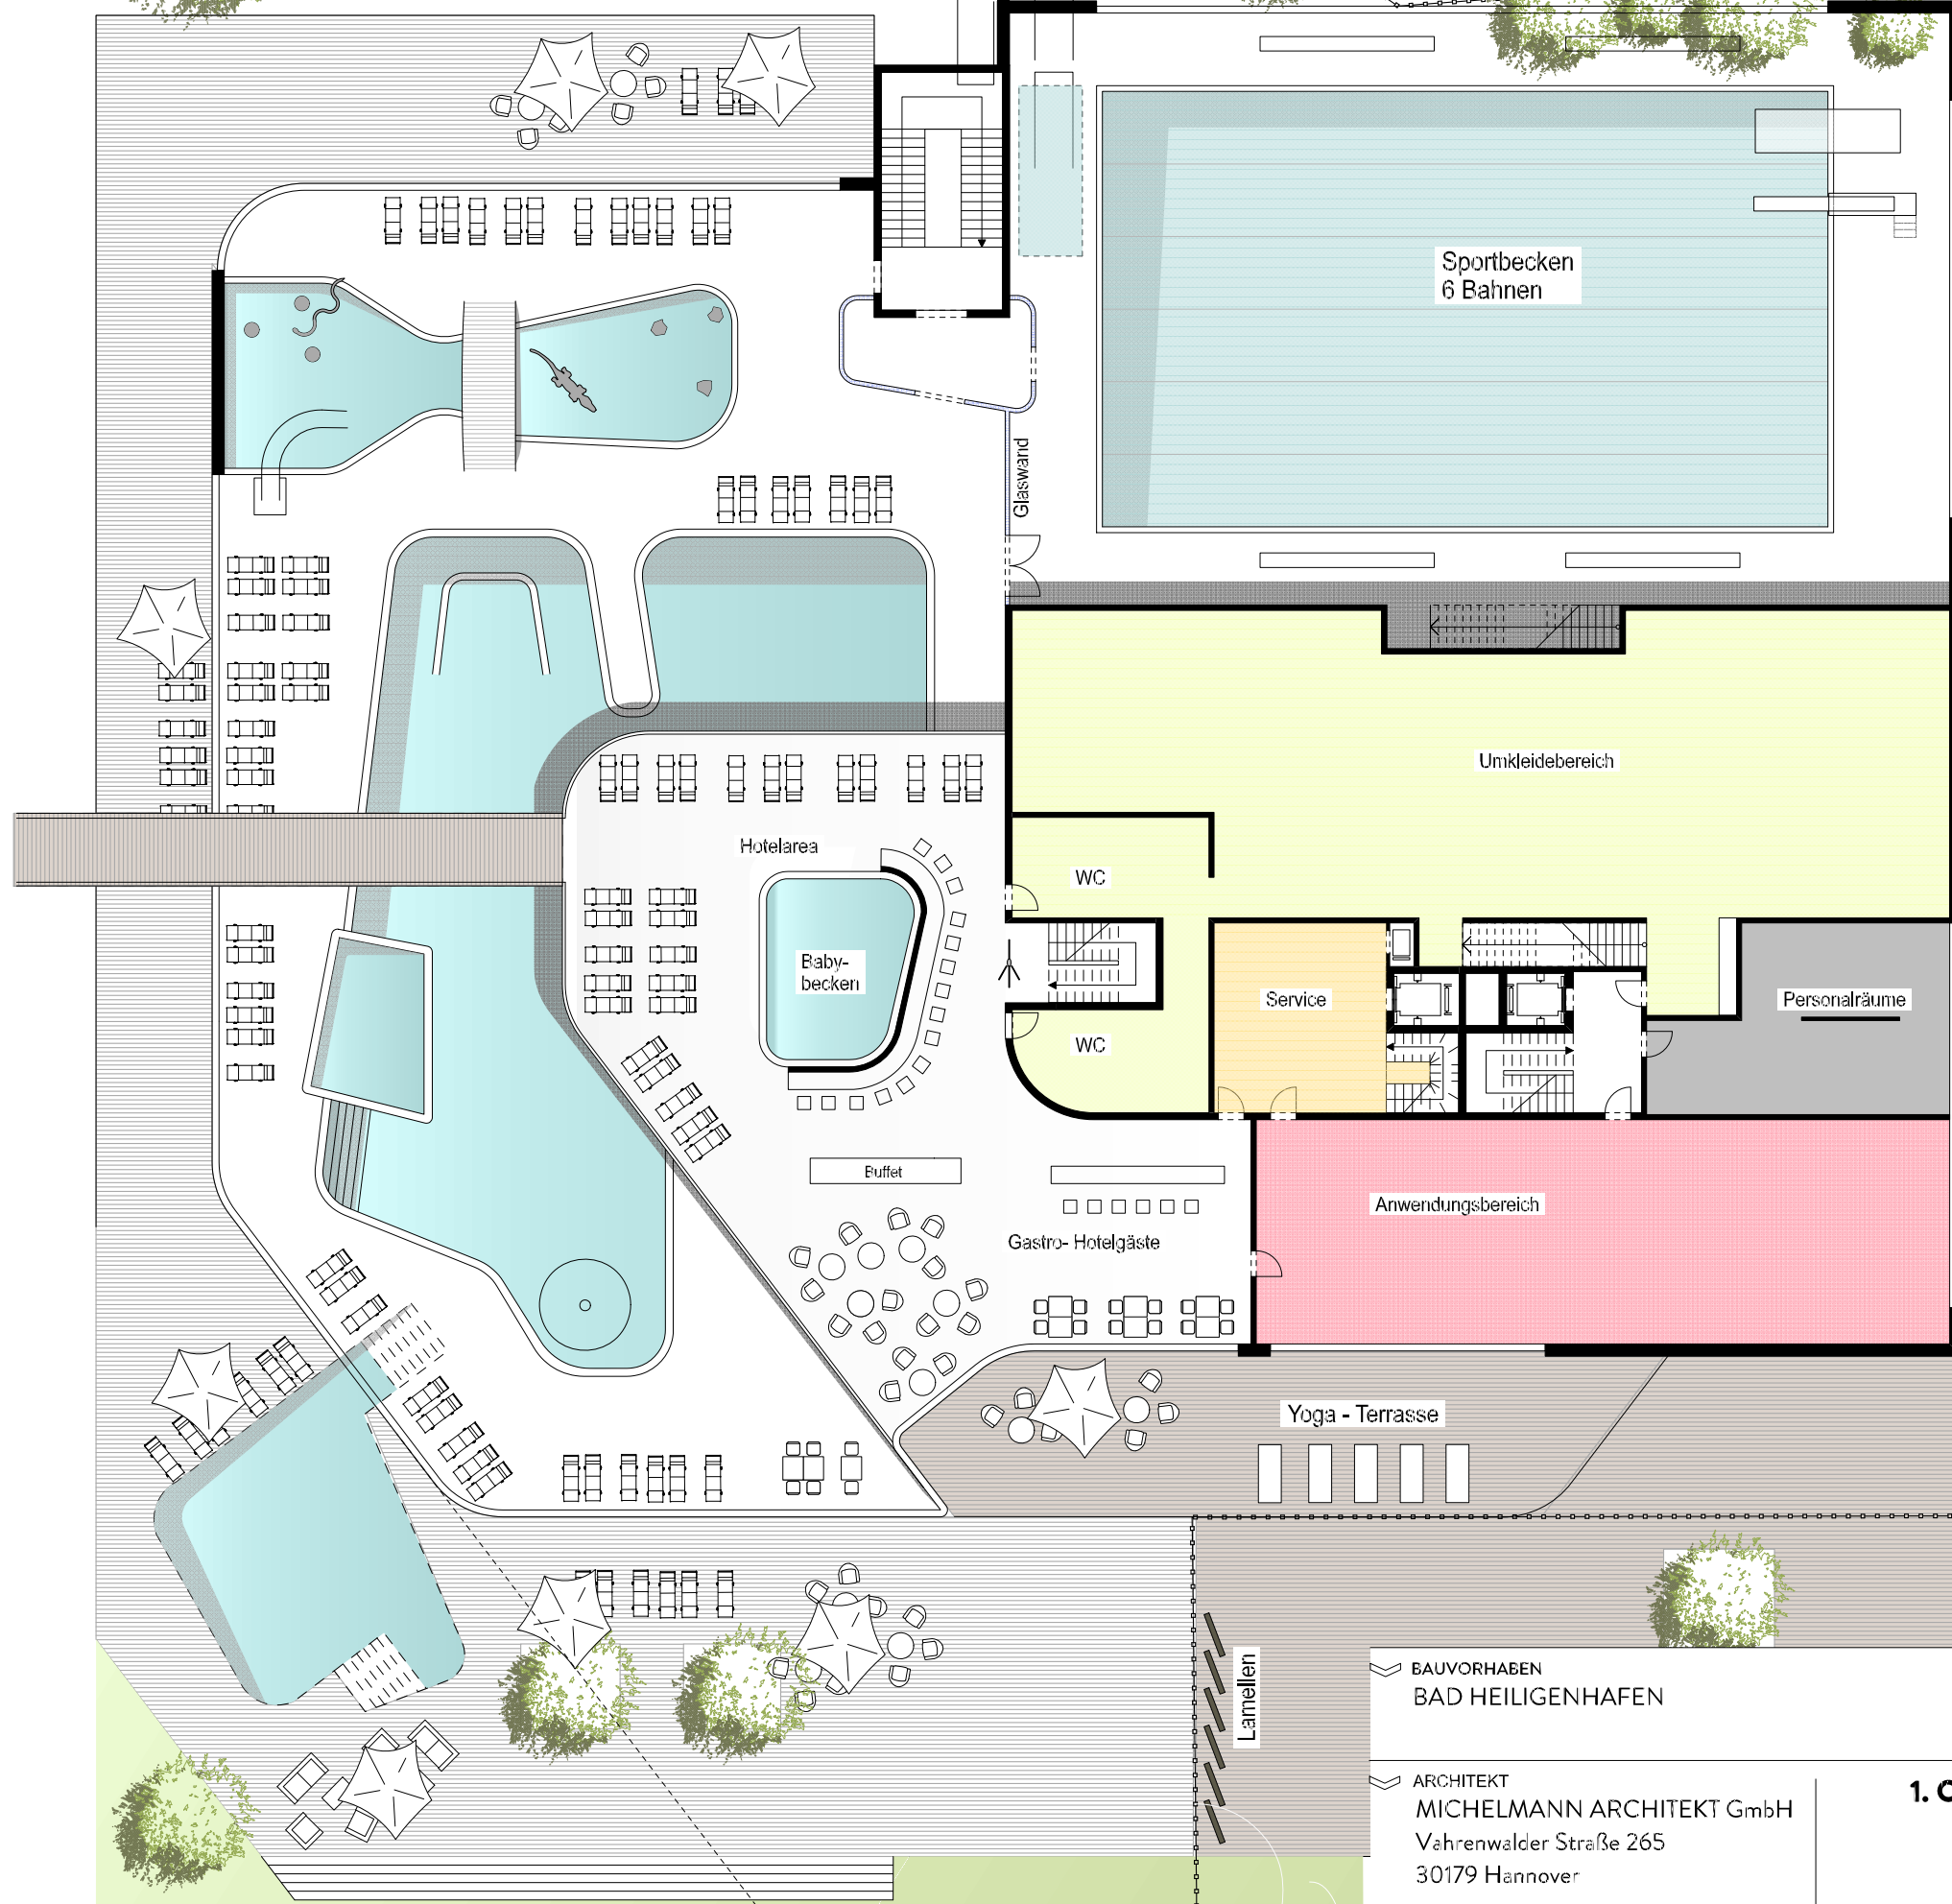 Sportbecken
6 Bahnen
Glaswand
Umkleidebereich
Hotelarea
WC
Baby-
becken
Service
Personalräume
WC
Buffet
Anwendungsbereich
Gastro- Hotelgäste
Yoga - Terrasse
Lamellen
BAUVORHABEN
BAD HEILIGENHAFEN
ARCHITEKT
MICHELMANN ARCHITEKT GmbH
Vahrenwalder Straße 265
30179 Hannover
1.